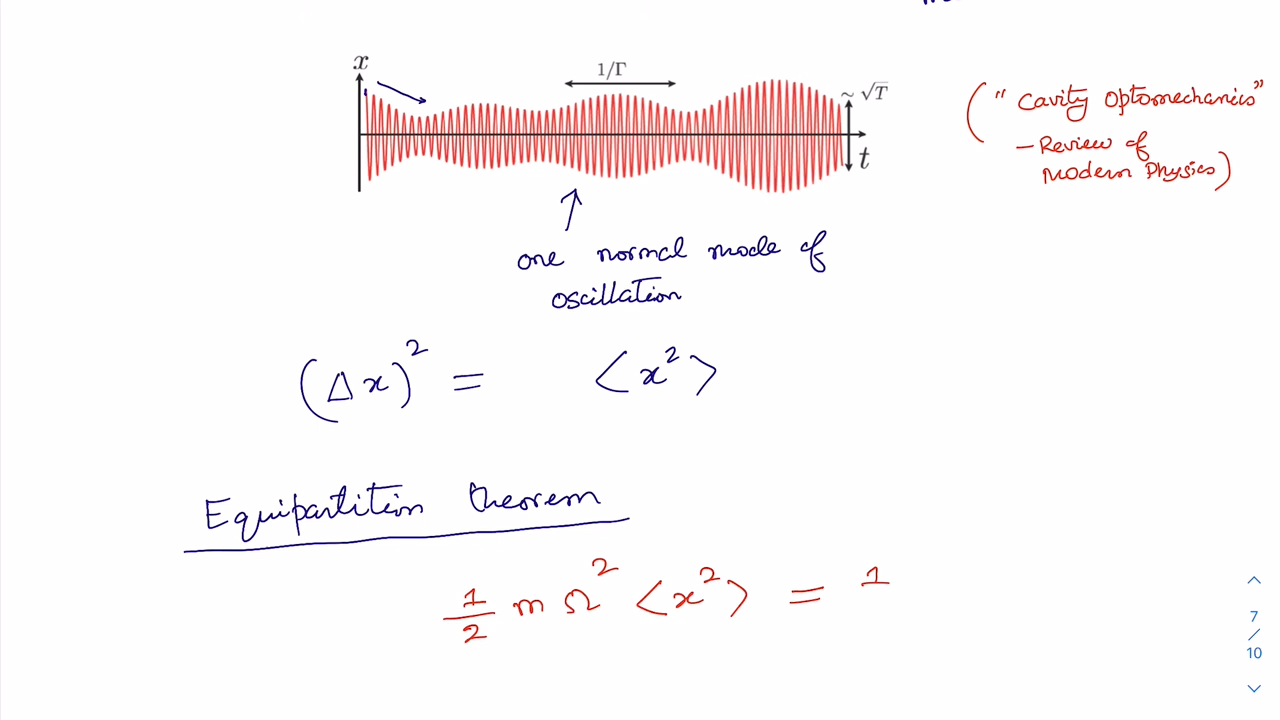 x
1/Γ
~ √T
t
("Cavity Optomechanics"
— Review of
Modern Physics)
one normal mode of
oscillation
(Δx)² = ⟨x²⟩
Equipartition theorem
1/2 m Ω² ⟨x²⟩ = 1
7
/
10